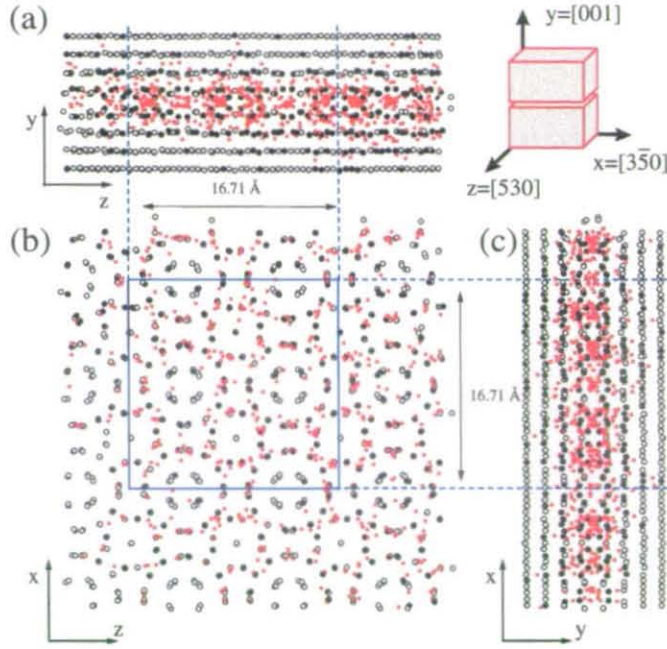 (a)
y=[001]
y
z
x=[35̄0]
z=[530]
16.71 Å
(b)
(c)
16.71 Å
x
z
x
y